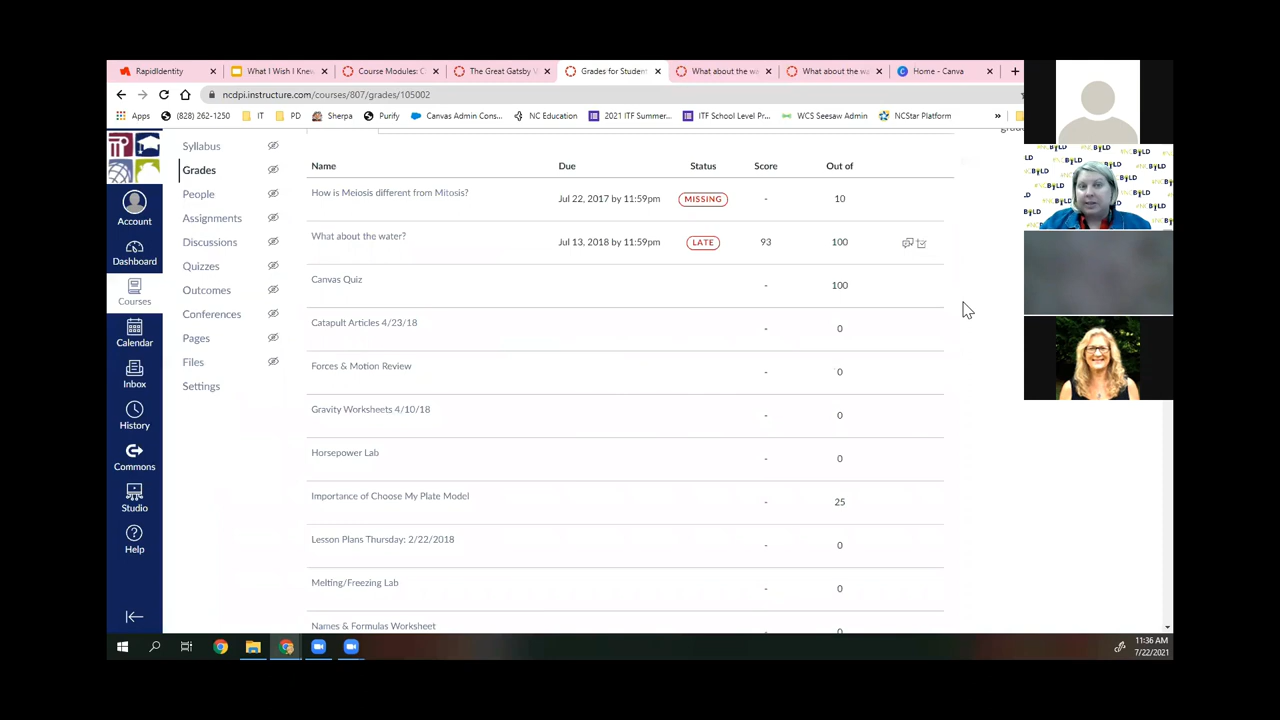 RapidIdentity
What I Wish I Knew
Course Modules: C
The Great Gatsby
Grades for Student
What about the wa
What about the wa
Home - Canva
ncdpi.instructure.com/courses/807/grades/105002
Apps
(828) 262-1250
IT
PD
Sherpa
Purify
Canvas Admin Cons...
NC Education
2021 ITF Summer...
ITF School Level Pr...
WCS Seesaw Admin
NCStar Platform
»
Account
Dashboard
Courses
Calendar
Inbox
History
Commons
Studio
Help
Syllabus
Grades
People
Assignments
Discussions
Quizzes
Outcomes
Conferences
Pages
Files
Settings
Name Due Status Score Out of
How is Meiosis different from Mitosis? Jul 22, 2017 by 11:59pm MISSING - 10
What about the water? Jul 13, 2018 by 11:59pm LATE 93 100
Canvas Quiz - 100
Catapult Articles 4/23/18 - 0
Forces & Motion Review - 0
Gravity Worksheets 4/10/18 - 0
Horsepower Lab - 0
Importance of Choose My Plate Model - 25
Lesson Plans Thursday: 2/22/2018 - 0
Melting/Freezing Lab - 0
Names & Formulas Worksheet - 0
11:36 AM
7/22/2021